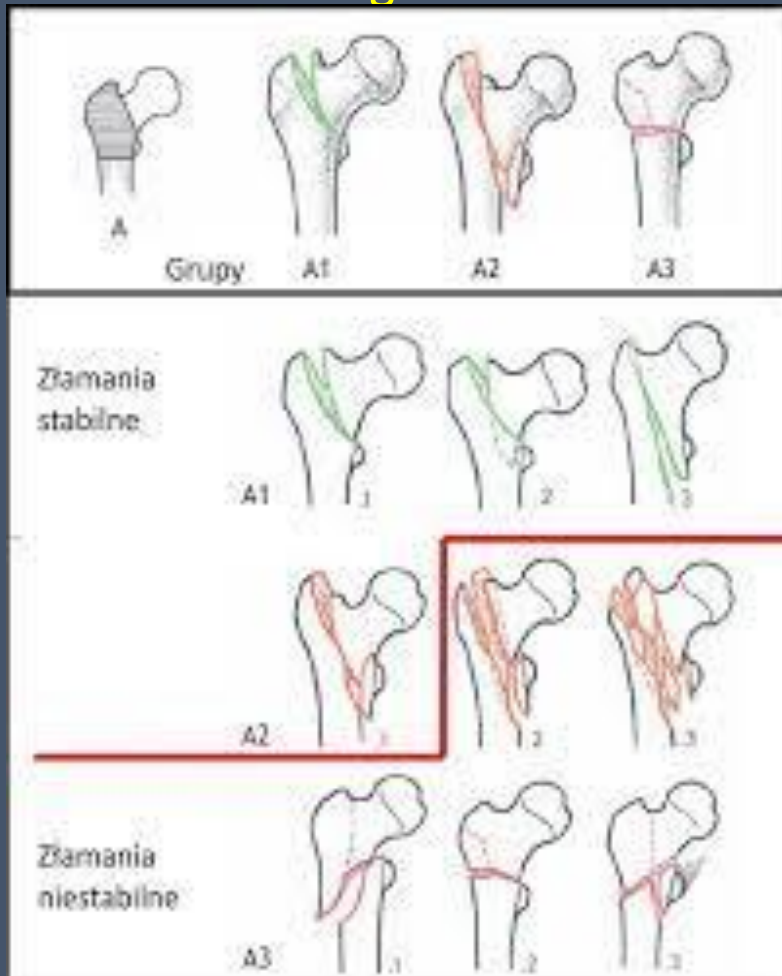 A
Grupy A1 A2 A3
Złamania
stabilne
A1 .1 .2 .3
A2 .1 .2 .3
Złamania
niestabilne
A3 .1 .2 .3